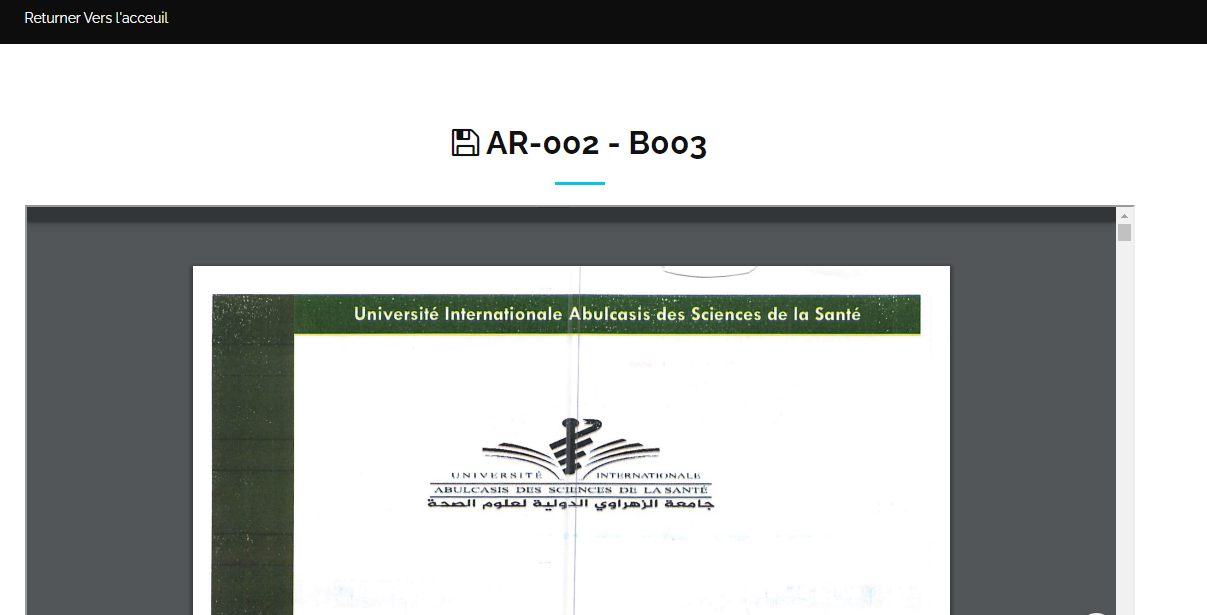 Returner Vers l'acceuil
AR-002 - B003
Université Internationale Abulcasis des Sciences de la Santé
UNIVERSITÉ INTERNATIONALE
ABULCASIS DES SCIENCES DE LA SANTÉ
جامعة الزهراوي الدولية لعلوم الصحة